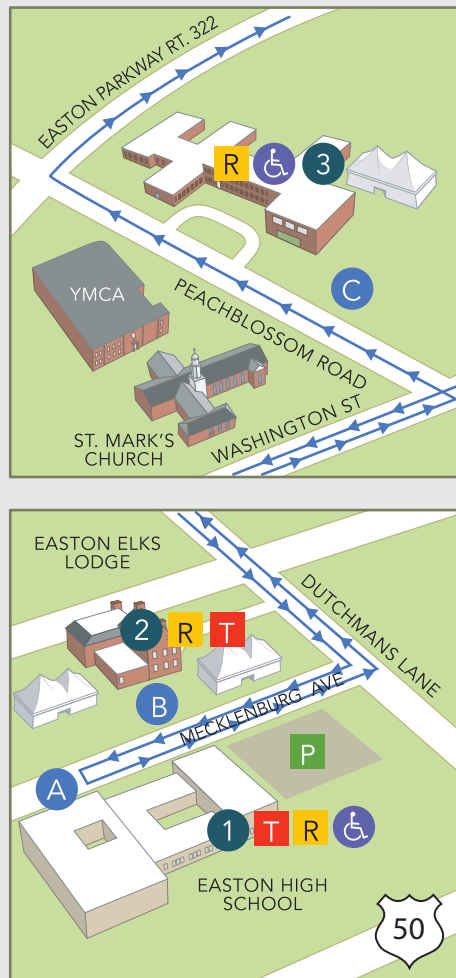 EASTON PARKWAY RT. 322
R
3
C
YMCA
PEACHBLOSSOM ROAD
ST. MARK'S
CHURCH
WASHINGTON ST
EASTON ELKS
LODGE
DUTCHMANS LANE
2
R
T
B
MECKLENBURG AVE
P
A
1
T
R
EASTON HIGH
SCHOOL
50